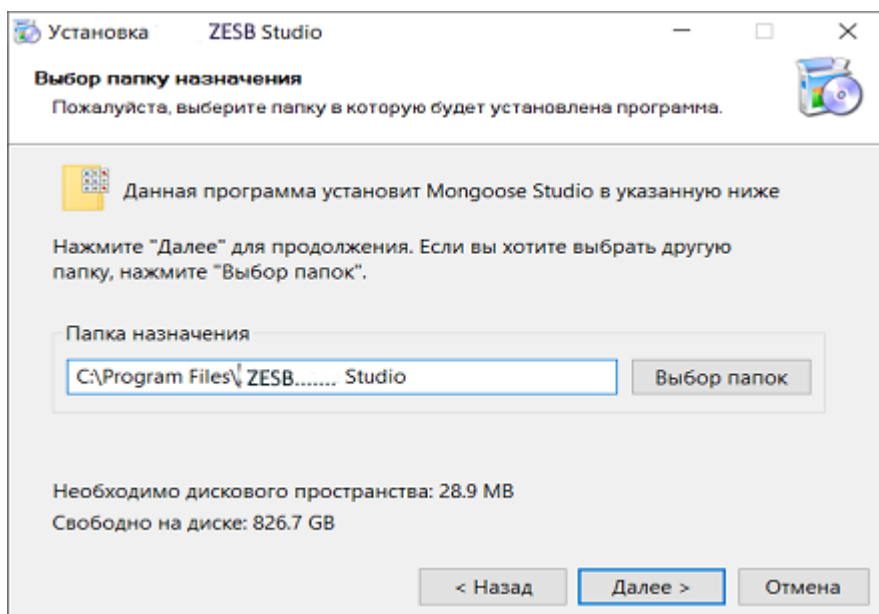 Установка ZESB Studio
Выбор папку назначения
Пожалуйста, выберите папку в которую будет установлена программа.
Данная программа установит Mongoose Studio в указанную ниже
Нажмите "Далее" для продолжения. Если вы хотите выбрать другую
папку, нажмите "Выбор папок".
Папка назначения
C:\Program Files\ ZESB....... Studio
Выбор папок
Необходимо дискового пространства: 28.9 MB
Свободно на диске: 826.7 GB
< Назад
Далее >
Отмена